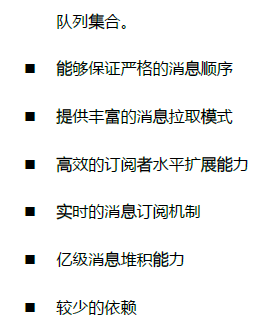 队列集合。
■ 能够保证严格的消息顺序
■ 提供丰富的消息拉取模式
■ 高效的订阅者水平扩展能力
■ 实时的消息订阅机制
■ 亿级消息堆积能力
■ 较少的依赖